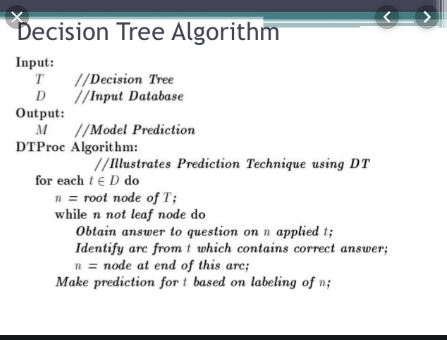 Decision Tree Algorithm
Input:
T //Decision Tree
D //Input Database
Output:
M //Model Prediction
DTProc Algorithm:
//Illustrates Prediction Technique using DT
for each t ∈ D do
n = root node of T;
while n not leaf node do
Obtain answer to question on n applied t;
Identify arc from t which contains correct answer;
n = node at end of this arc;
Make prediction for t based on labeling of n;